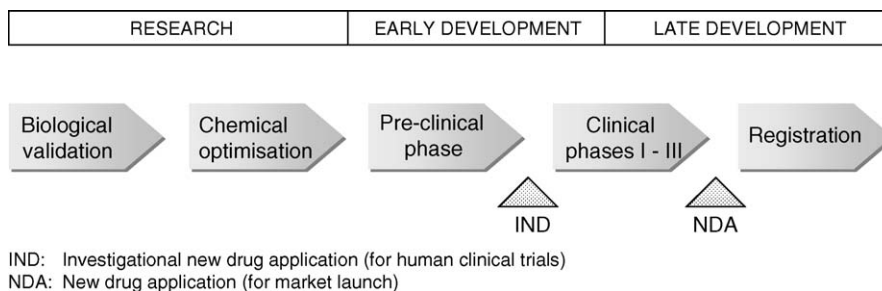 RESEARCH EARLY DEVELOPMENT LATE DEVELOPMENT
Biological
validation
Chemical
optimisation
Pre-clinical
phase
Clinical
phases I - III
Registration
IND
NDA
IND: Investigational new drug application (for human clinical trials)
NDA: New drug application (for market launch)